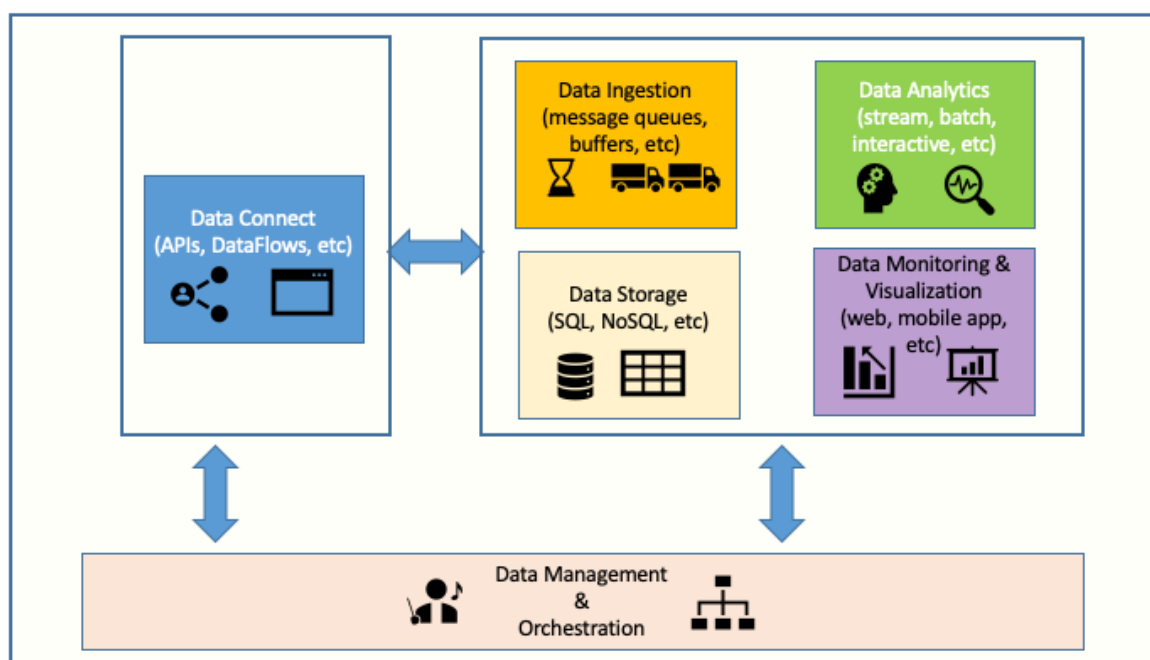 Data Connect
(APIs, DataFlows, etc)
Data Ingestion
(message queues,
buffers, etc)
Data Analytics
(stream, batch,
interactive, etc)
Data Storage
(SQL, NoSQL, etc)
Data Monitoring &
Visualization
(web, mobile app,
etc)
Data Management
&
Orchestration